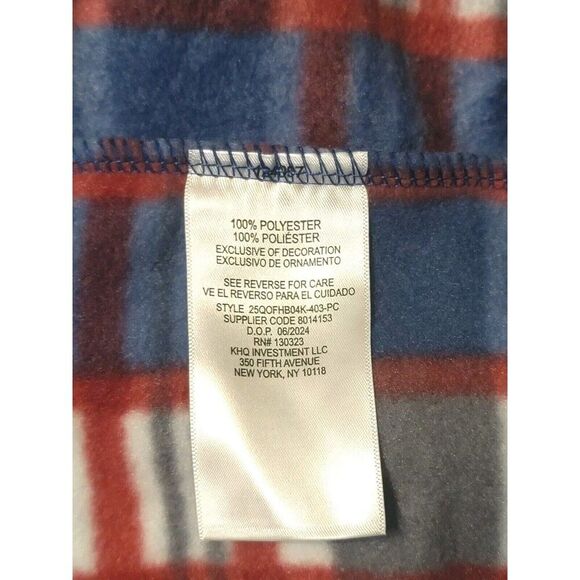 100% POLYESTER
100% POLIÉSTER
EXCLUSIVE OF DECORATION
EXCLUSIVO DE ORNAMENTO
SEE REVERSE FOR CARE
VE EL REVERSO PARA EL CUIDADO
STYLE 25QOFHB04K-403-PC
SUPPLIER CODE 8014153
D.O.P. 06/2024
RN# 130323
KHQ INVESTMENT LLC
350 FIFTH AVENUE
NEW YORK, NY 10118